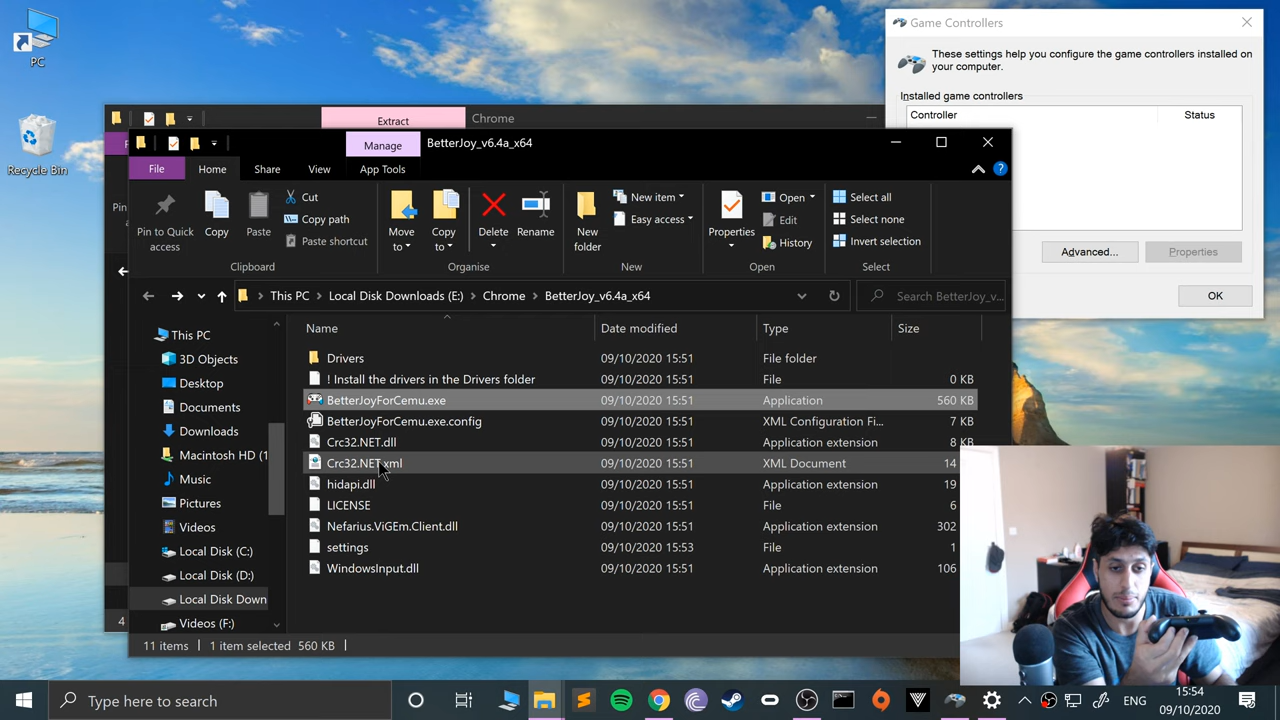 PC
Recycle Bin
Game Controllers
These settings help you configure the game controllers installed on
your computer.
Installed game controllers
Controller
Status
Advanced...
Properties
OK
Extract
Chrome
Pin
4
Manage
BetterJoy_v6.4a_x64
File
Home
Share
View
App Tools
Pin to Quick
access
Copy
Paste
Cut
Copy path
Paste shortcut
Clipboard
Move
to
Copy
to
Delete
Rename
Organise
New
folder
New item
Easy access
New
Properties
Open
Edit
History
Open
Select all
Select none
Invert selection
Select
This PC
Local Disk Downloads (E:)
Chrome
BetterJoy_v6.4a_x64
Search BetterJoy_v...
This PC
3D Objects
Desktop
Documents
Downloads
Macintosh HD (1
Music
Pictures
Videos
Local Disk (C:)
Local Disk (D:)
Local Disk Down
Videos (F:)
Name Date modified Type Size
Drivers 09/10/2020 15:51 File folder
! Install the drivers in the Drivers folder 09/10/2020 15:51 File 0 KB
BetterJoyForCemu.exe 09/10/2020 15:51 Application 560 KB
BetterJoyForCemu.exe.config 09/10/2020 15:51 XML Configuration Fi... 7 KB
Crc32.NET.dll 09/10/2020 15:51 Application extension 8 KB
Crc32.NET.xml 09/10/2020 15:51 XML Document 14
hidapi.dll 09/10/2020 15:51 Application extension 19
LICENSE 09/10/2020 15:51 File 6
Nefarius.ViGEm.Client.dll 09/10/2020 15:51 Application extension 302
settings 09/10/2020 15:53 File 1
WindowsInput.dll 09/10/2020 15:51 Application extension 106
11 items 1 item selected 560 KB
Type here to search
ENG
15:54
09/10/2020